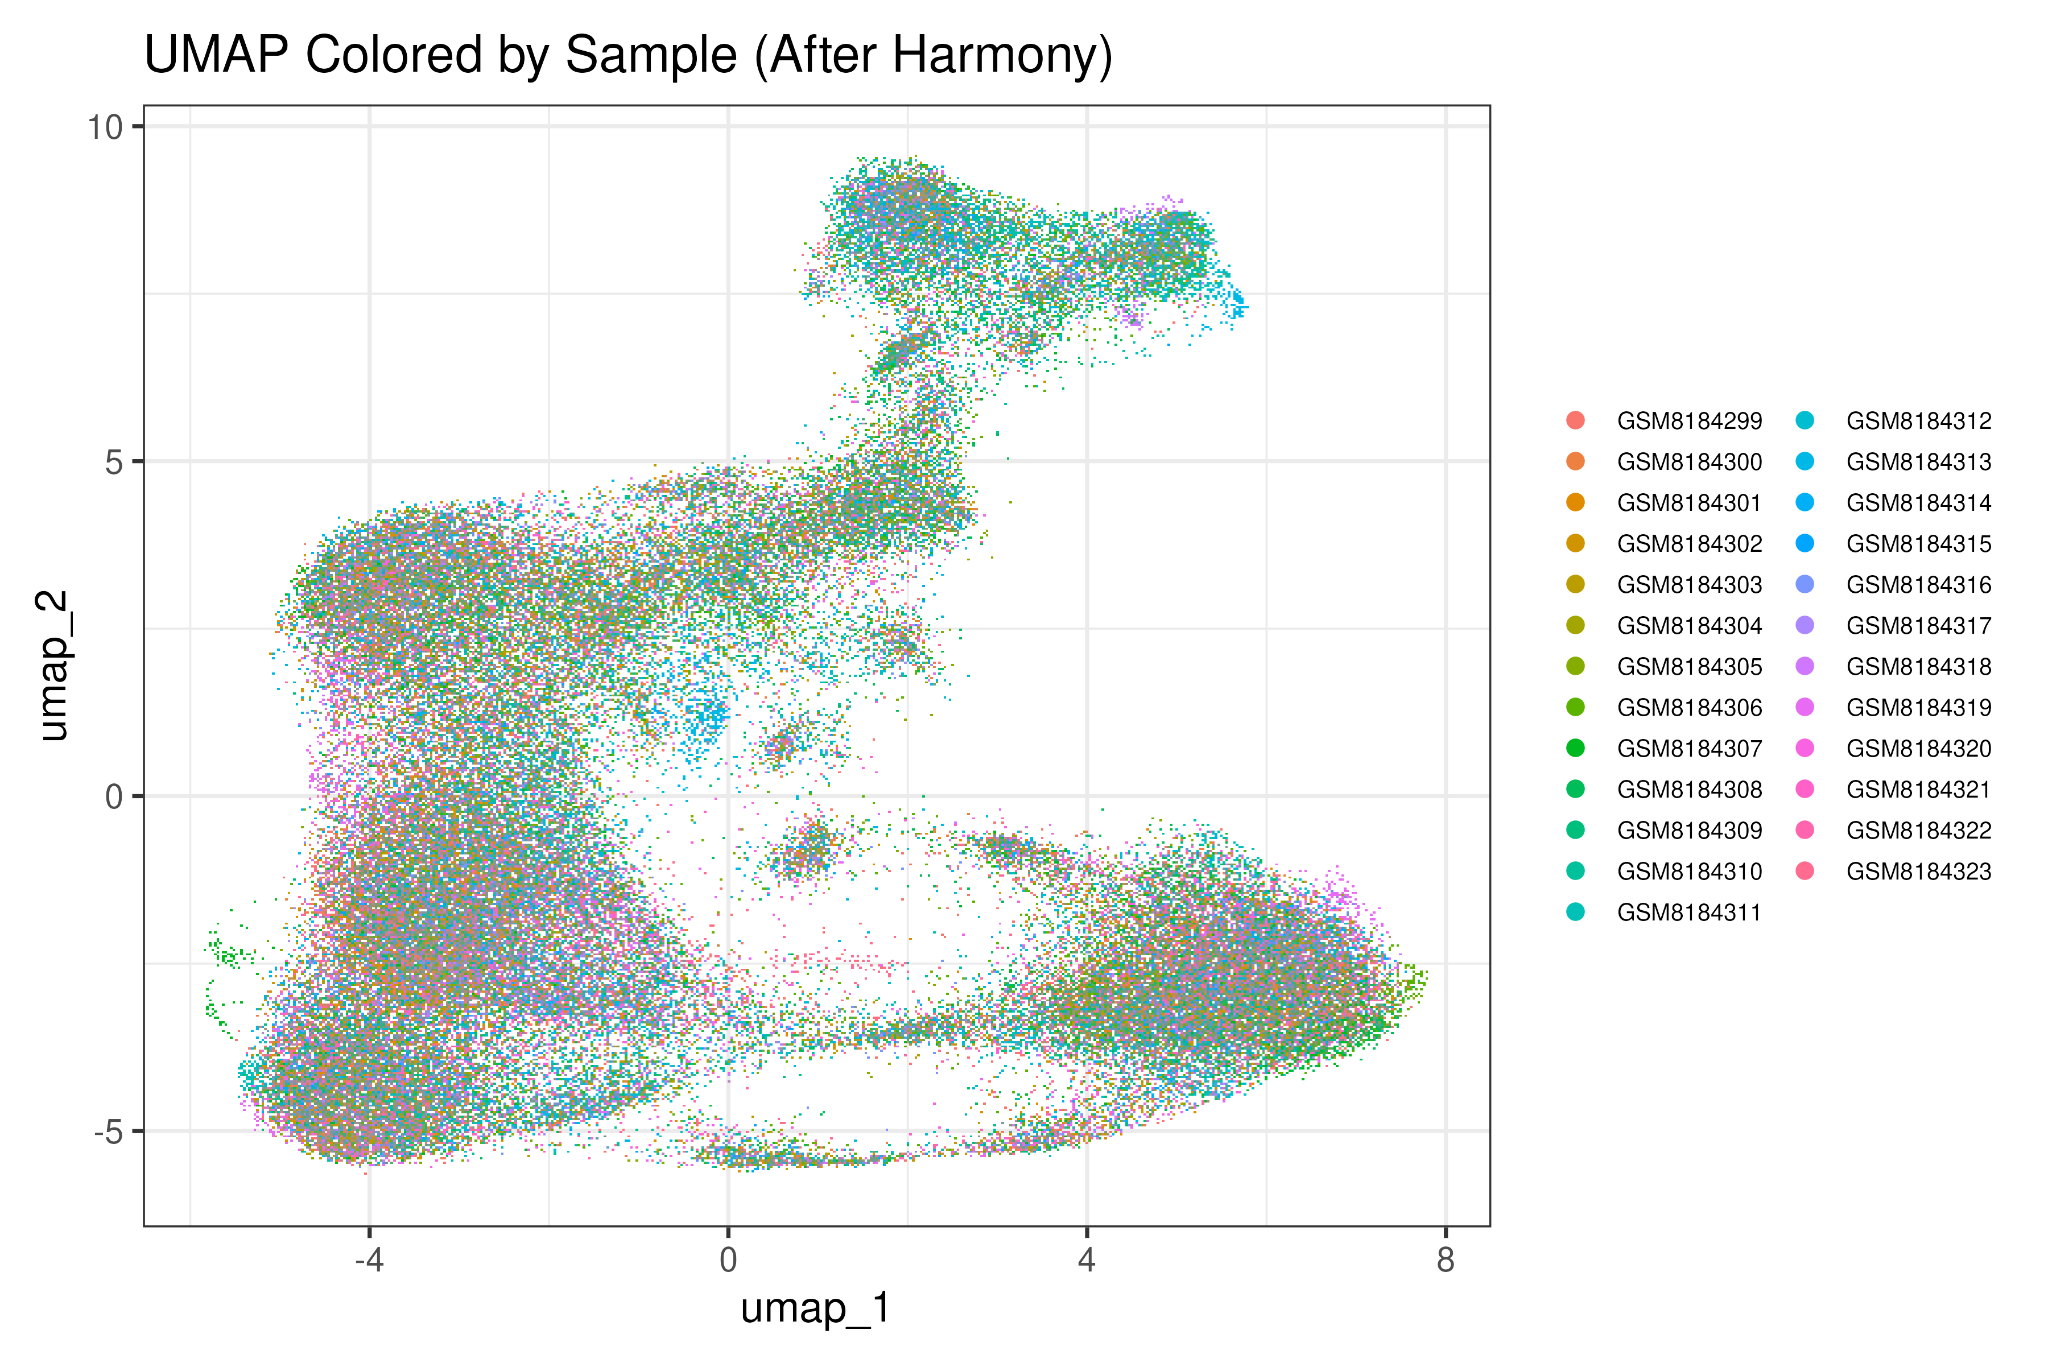 UMAP Colored by Sample (After Harmony)
10
5
0
-5
umap_2
-4
0
4
8
umap_1
GSM8184299
GSM8184300
GSM8184301
GSM8184302
GSM8184303
GSM8184304
GSM8184305
GSM8184306
GSM8184307
GSM8184308
GSM8184309
GSM8184310
GSM8184311
GSM8184312
GSM8184313
GSM8184314
GSM8184315
GSM8184316
GSM8184317
GSM8184318
GSM8184319
GSM8184320
GSM8184321
GSM8184322
GSM8184323